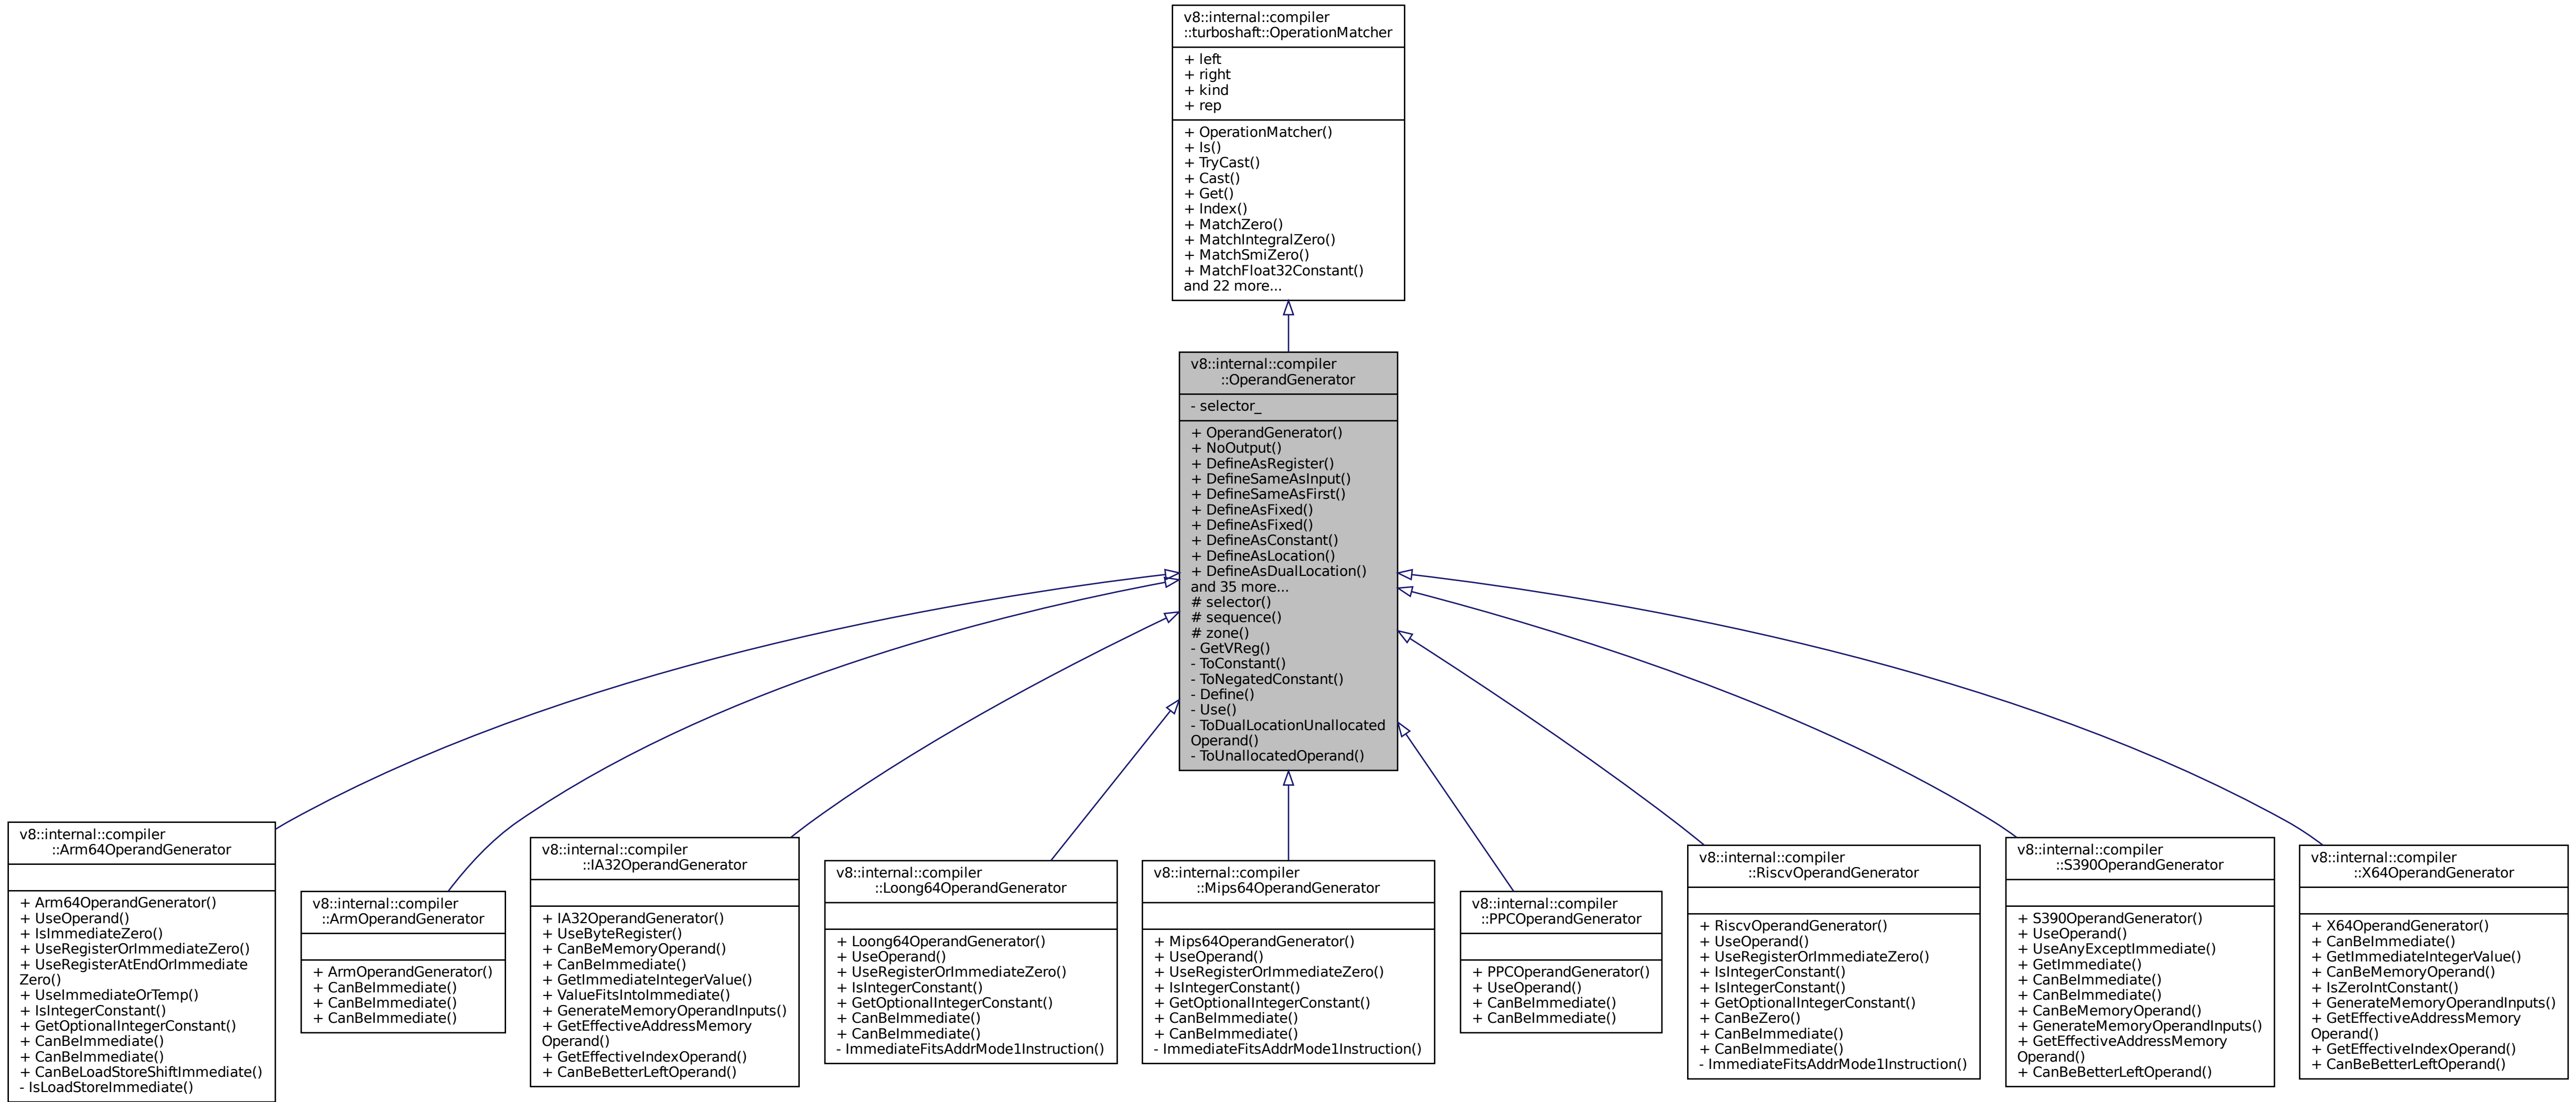 v8::internal::compiler
::turboshaft::OperationMatcher
+ left
+ right
+ kind
+ rep
+ OperationMatcher()
+ Is()
+ TryCast()
+ Cast()
+ Get()
+ Index()
+ MatchZero()
+ MatchIntegralZero()
+ MatchSmiZero()
+ MatchFloat32Constant()
and 22 more...
v8::internal::compiler
::OperandGenerator
- selector_
+ OperandGenerator()
+ NoOutput()
+ DefineAsRegister()
+ DefineSameAsInput()
+ DefineSameAsFirst()
+ DefineAsFixed()
+ DefineAsFixed()
+ DefineAsConstant()
+ DefineAsLocation()
+ DefineAsDualLocation()
and 35 more...
# selector()
# sequence()
# zone()
- GetVReg()
- ToConstant()
- ToNegatedConstant()
- Define()
- Use()
- ToDualLocationUnallocated
Operand()
- ToUnallocatedOperand()
v8::internal::compiler
::Arm64OperandGenerator
+ Arm64OperandGenerator()
+ UseOperand()
+ IsImmediateZero()
+ UseRegisterOrImmediateZero()
+ UseRegisterAtEndOrImmediate
Zero()
+ UseImmediateOrTemp()
+ IsIntegerConstant()
+ GetOptionalIntegerConstant()
+ CanBeImmediate()
+ CanBeImmediate()
+ CanBeLoadStoreShiftImmediate()
- IsLoadStoreImmediate()
v8::internal::compiler
::ArmOperandGenerator
+ ArmOperandGenerator()
+ CanBeImmediate()
+ CanBeImmediate()
+ CanBeImmediate()
v8::internal::compiler
::IA32OperandGenerator
+ IA32OperandGenerator()
+ UseByteRegister()
+ CanBeMemoryOperand()
+ CanBeImmediate()
+ GetImmediateIntegerValue()
+ ValueFitsIntoImmediate()
+ GenerateMemoryOperandInputs()
+ GetEffectiveAddressMemory
Operand()
+ GetEffectiveIndexOperand()
+ CanBeBetterLeftOperand()
v8::internal::compiler
::Loong64OperandGenerator
+ Loong64OperandGenerator()
+ UseOperand()
+ UseRegisterOrImmediateZero()
+ IsIntegerConstant()
+ GetOptionalIntegerConstant()
+ CanBeImmediate()
+ CanBeImmediate()
- ImmediateFitsAddrMode1Instruction()
v8::internal::compiler
::Mips64OperandGenerator
+ Mips64OperandGenerator()
+ UseOperand()
+ UseRegisterOrImmediateZero()
+ IsIntegerConstant()
+ GetOptionalIntegerConstant()
+ CanBeImmediate()
+ CanBeImmediate()
- ImmediateFitsAddrMode1Instruction()
v8::internal::compiler
::PPCOperandGenerator
+ PPCOperandGenerator()
+ UseOperand()
+ CanBeImmediate()
+ CanBeImmediate()
v8::internal::compiler
::RiscvOperandGenerator
+ RiscvOperandGenerator()
+ UseOperand()
+ UseRegisterOrImmediateZero()
+ IsIntegerConstant()
+ IsIntegerConstant()
+ GetOptionalIntegerConstant()
+ CanBeZero()
+ CanBeImmediate()
+ CanBeImmediate()
- ImmediateFitsAddrMode1Instruction()
v8::internal::compiler
::S390OperandGenerator
+ S390OperandGenerator()
+ UseOperand()
+ UseAnyExceptImmediate()
+ GetImmediate()
+ CanBeImmediate()
+ CanBeImmediate()
+ CanBeMemoryOperand()
+ GenerateMemoryOperandInputs()
+ GetEffectiveAddressMemory
Operand()
+ CanBeBetterLeftOperand()
v8::internal::compiler
::X64OperandGenerator
+ X64OperandGenerator()
+ CanBeImmediate()
+ GetImmediateIntegerValue()
+ CanBeMemoryOperand()
+ IsZeroIntConstant()
+ GenerateMemoryOperandInputs()
+ GetEffectiveAddressMemory
Operand()
+ GetEffectiveIndexOperand()
+ CanBeBetterLeftOperand()